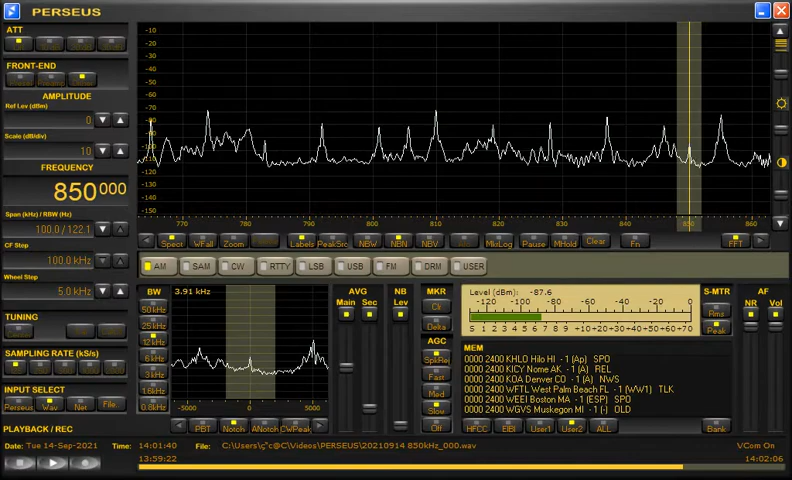 PERSEUS
ATT
FRONT-END
Presel
Dither
AMPLITUDE
Ref Lev (dBm)
0
Scale (dB/div)
10
FREQUENCY
850 000
Span (kHz) / RBW (Hz)
100.0 / 122.1
CF Step
100.0 kHz
Wheel Step
5.0 kHz
TUNING
Center
SAMPLING RATE (kS/s)
INPUT SELECT
Perseus Wav Net File..
PLAYBACK / REC
-10
-20
-30
-40
-50
-60
-70
-80
-90
-100
-110
-120
-130
-140
-150
770 780 790 800 810 820 830 840 850 860
Spect WFall Zoom Labels PeakSrc NBW NBN NBV MkrLog Pause MHold Clear Fn FFT
AM SAM CW RTTY LSB USB FM DRM USER
BW
50kHz
25kHz
12kHz
6kHz
3kHz
1.6kHz
0.8kHz
3.91 kHz
-5000 0 5000
PBT Notch ANotch CWPeak
AVG
Main Sec
NB
Lev
MKR
Clr
Delta
AGC
SplkRej
Fast
Med
Slow
Off
Level (dBm): -87.6
-120 -100 -80 -60 -40 -20 0
S 1 2 3 4 5 6 7 8 9 +10 +20 +30 +40 +50 +60 +70
S-MTR
Rms
Peak
AF
NR Vol
MEM
0000 2400 KHLO Hilo HI - 1 (Ap) SPO
0000 2400 KICY Nome AK - 1 (A) REL
0000 2400 KOA Denver CO - 1 (A) NWS
0000 2400 WFTL West Palm Beach FL - 1 (WW1) TLK
0000 2400 WEEI Boston MA - 1 (ESP) SPO
0000 2400 WGVS Muskegon MI - 1 (-) OLD
HFCC EIBI User1 User2 ALL Bank
Date: Tue 14-Sep-2021 Time: 14:01:40 File: C:\Users\ç"c@C\Videos\PERSEUS\20210914 850kHz_000.wav VCom On
13:59:22 14:02:06